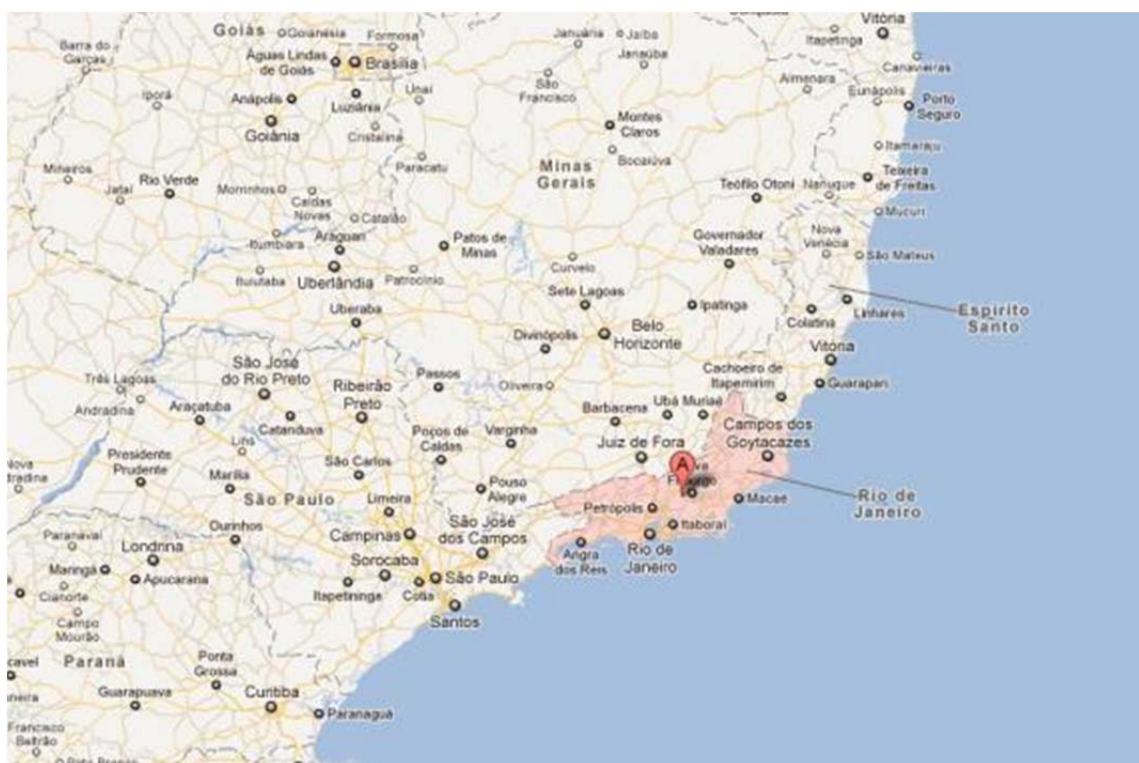 Goiás
Goianésia
Formosa
Januária
Jaíba
Vitória
Itapetinga
Barra do
Garças
Águas Lindas
de Goiás
Brasília
Janaúba
Canavieiras
Iporá
Anápolis
Luziânia
Unaí
São
Francisco
Almenara
Eunápolis
Porto
Seguro
Goiânia
Cristalina
Montes
Claros
Bocaiúva
Itamaraju
Mineiros
Rio Verde
Paracatu
Minas
Gerais
Teixeira
de Freitas
Jataí
Morrinhos
Caldas
Novas
Catalão
Teófilo Otoni
Nanuque
Mucuri
Itumbiara
Araguari
Patos de
Minas
Governador
Valadares
Nova
Venécia
São Mateus
Ituiutaba
Uberlândia
Patrocínio
Curvelo
Uberaba
Sete Lagoas
Ipatinga
Colatina
Linhares
Espírito
Santo
Divinópolis
Belo
Horizonte
Vitória
São José
do Rio Preto
Três Lagoas
Passos
Oliveira
Cachoeiro de
Itapemirim
Guarapari
Andradina
Araçatuba
Catanduva
Ribeirão
Preto
Barbacena
Ubá
Muriaé
Lins
Poços de
Caldas
Varginha
Juiz de Fora
Campos dos
Goytacazes
Presidente
Prudente
Marília
São Carlos
A
São Paulo
Limeira
Pouso
Alegre
Petrópolis
Macaé
Rio de
Janeiro
Paranavaí
Ourinhos
Campinas
São José
dos Campos
Itaboraí
Londrina
Sorocaba
Angra
dos Reis
Rio de
Janeiro
Maringá
Apucarana
Itapetininga
Cotia
São Paulo
Cianorte
Santos
Campo
Mourão
Paraná
Ponta
Grossa
Guarapuava
Curitiba
Paranaguá
Francisco
Beltrão